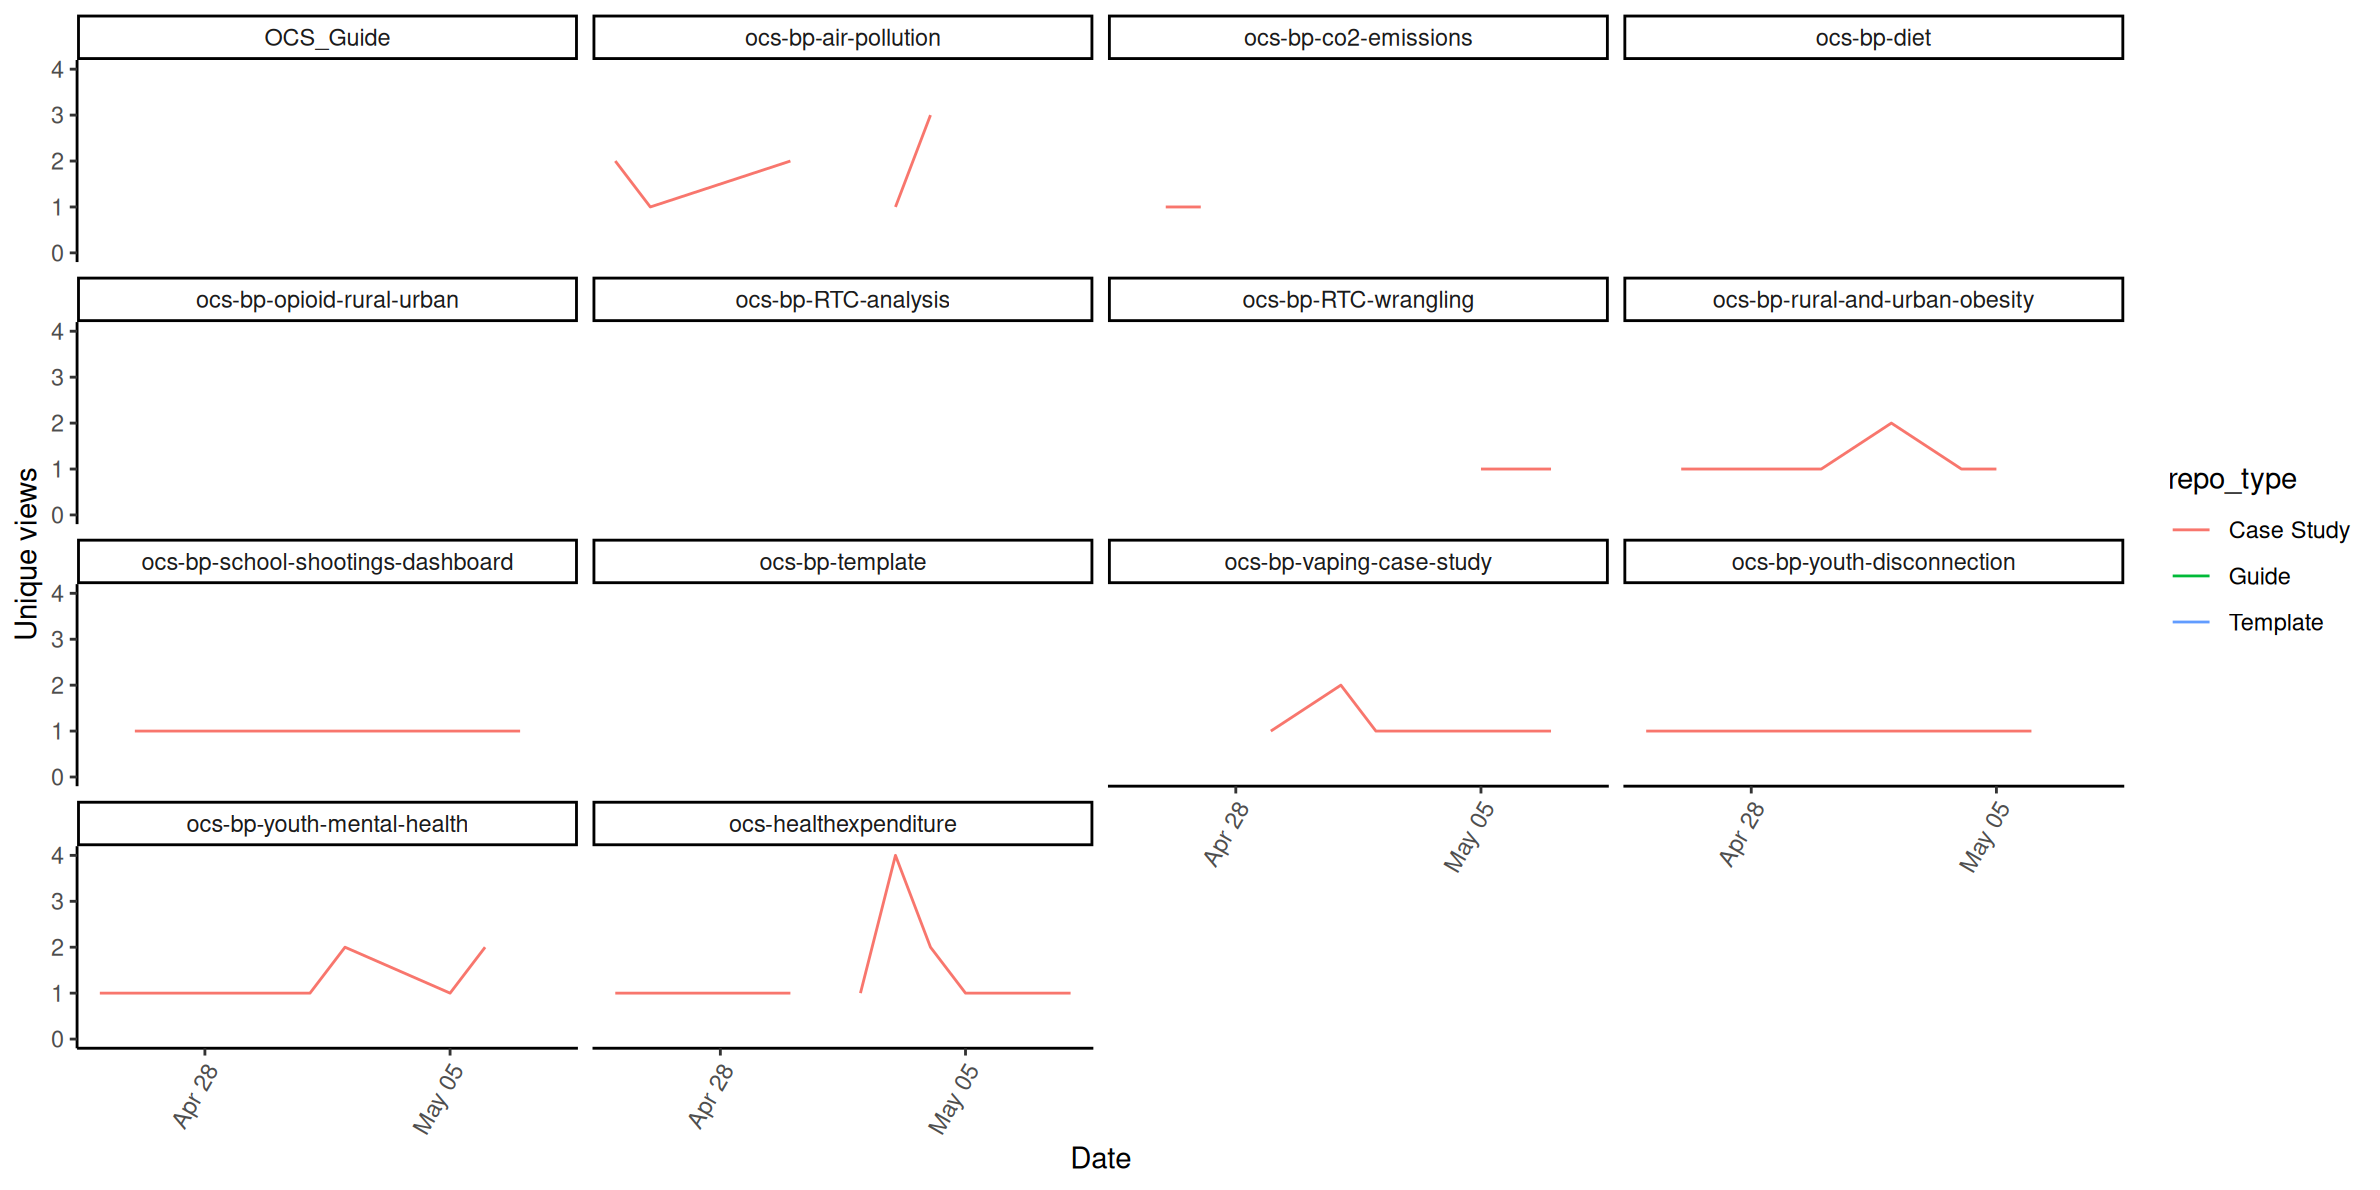 OCS_Guide
ocs-bp-air-pollution
ocs-bp-co2-emissions
ocs-bp-diet
4
3
2
1
0
ocs-bp-opioid-rural-urban
ocs-bp-RTC-analysis
ocs-bp-RTC-wrangling
ocs-bp-rural-and-urban-obesity
4
3
2
1
0
ocs-bp-school-shootings-dashboard
ocs-bp-template
ocs-bp-vaping-case-study
ocs-bp-youth-disconnection
4
3
2
1
0
Apr 28
May 05
Apr 28
May 05
ocs-bp-youth-mental-health
ocs-healthexpenditure
4
3
2
1
0
Apr 28
May 05
Apr 28
May 05
Date
Unique views
repo_type
Case Study
Guide
Template